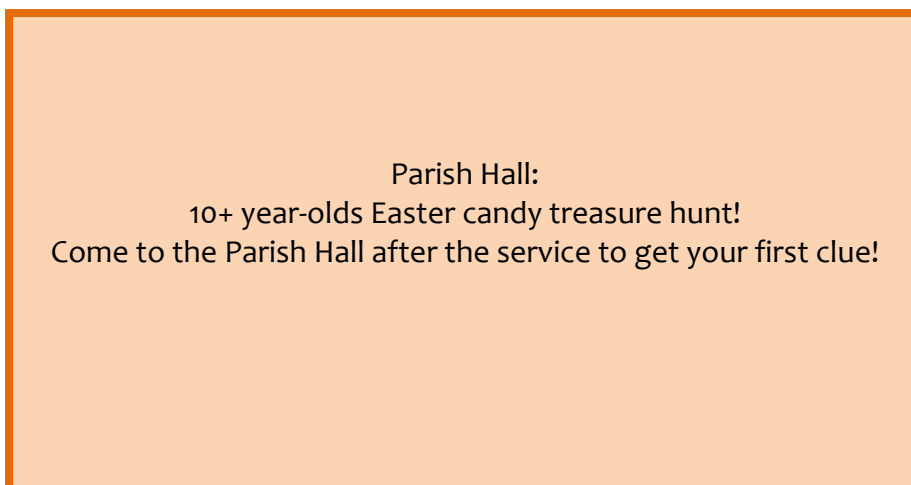 Parish Hall:
10+ year-olds Easter candy treasure hunt!
Come to the Parish Hall after the service to get your first clue!